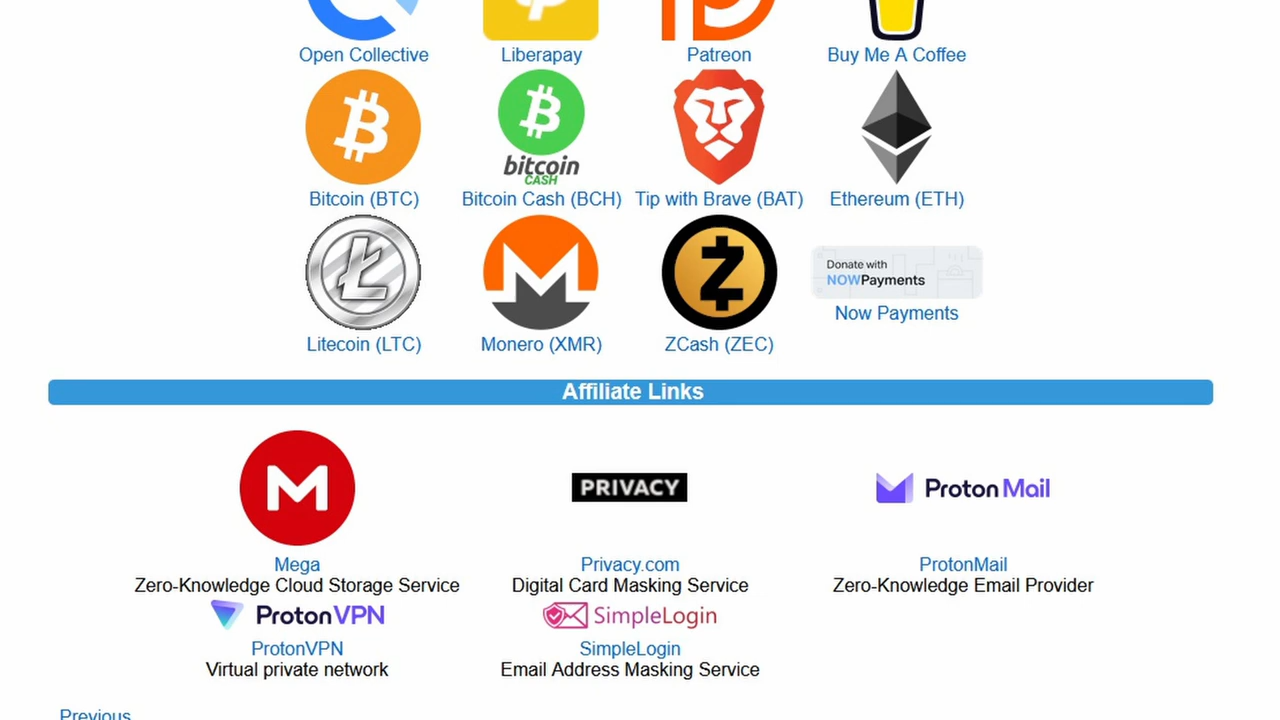 Open Collective Liberapay Patreon Buy Me A Coffee
bitcoin
CASH
Bitcoin (BTC) Bitcoin Cash (BCH) Tip with Brave (BAT) Ethereum (ETH)
Donate with
NOWPayments
Now Payments
Litecoin (LTC) Monero (XMR) ZCash (ZEC)
Affiliate Links
PRIVACY ProtonMail
Mega Privacy.com ProtonMail
Zero-Knowledge Cloud Storage Service Digital Card Masking Service Zero-Knowledge Email Provider
ProtonVPN SimpleLogin
ProtonVPN SimpleLogin
Virtual private network Email Address Masking Service
Previous